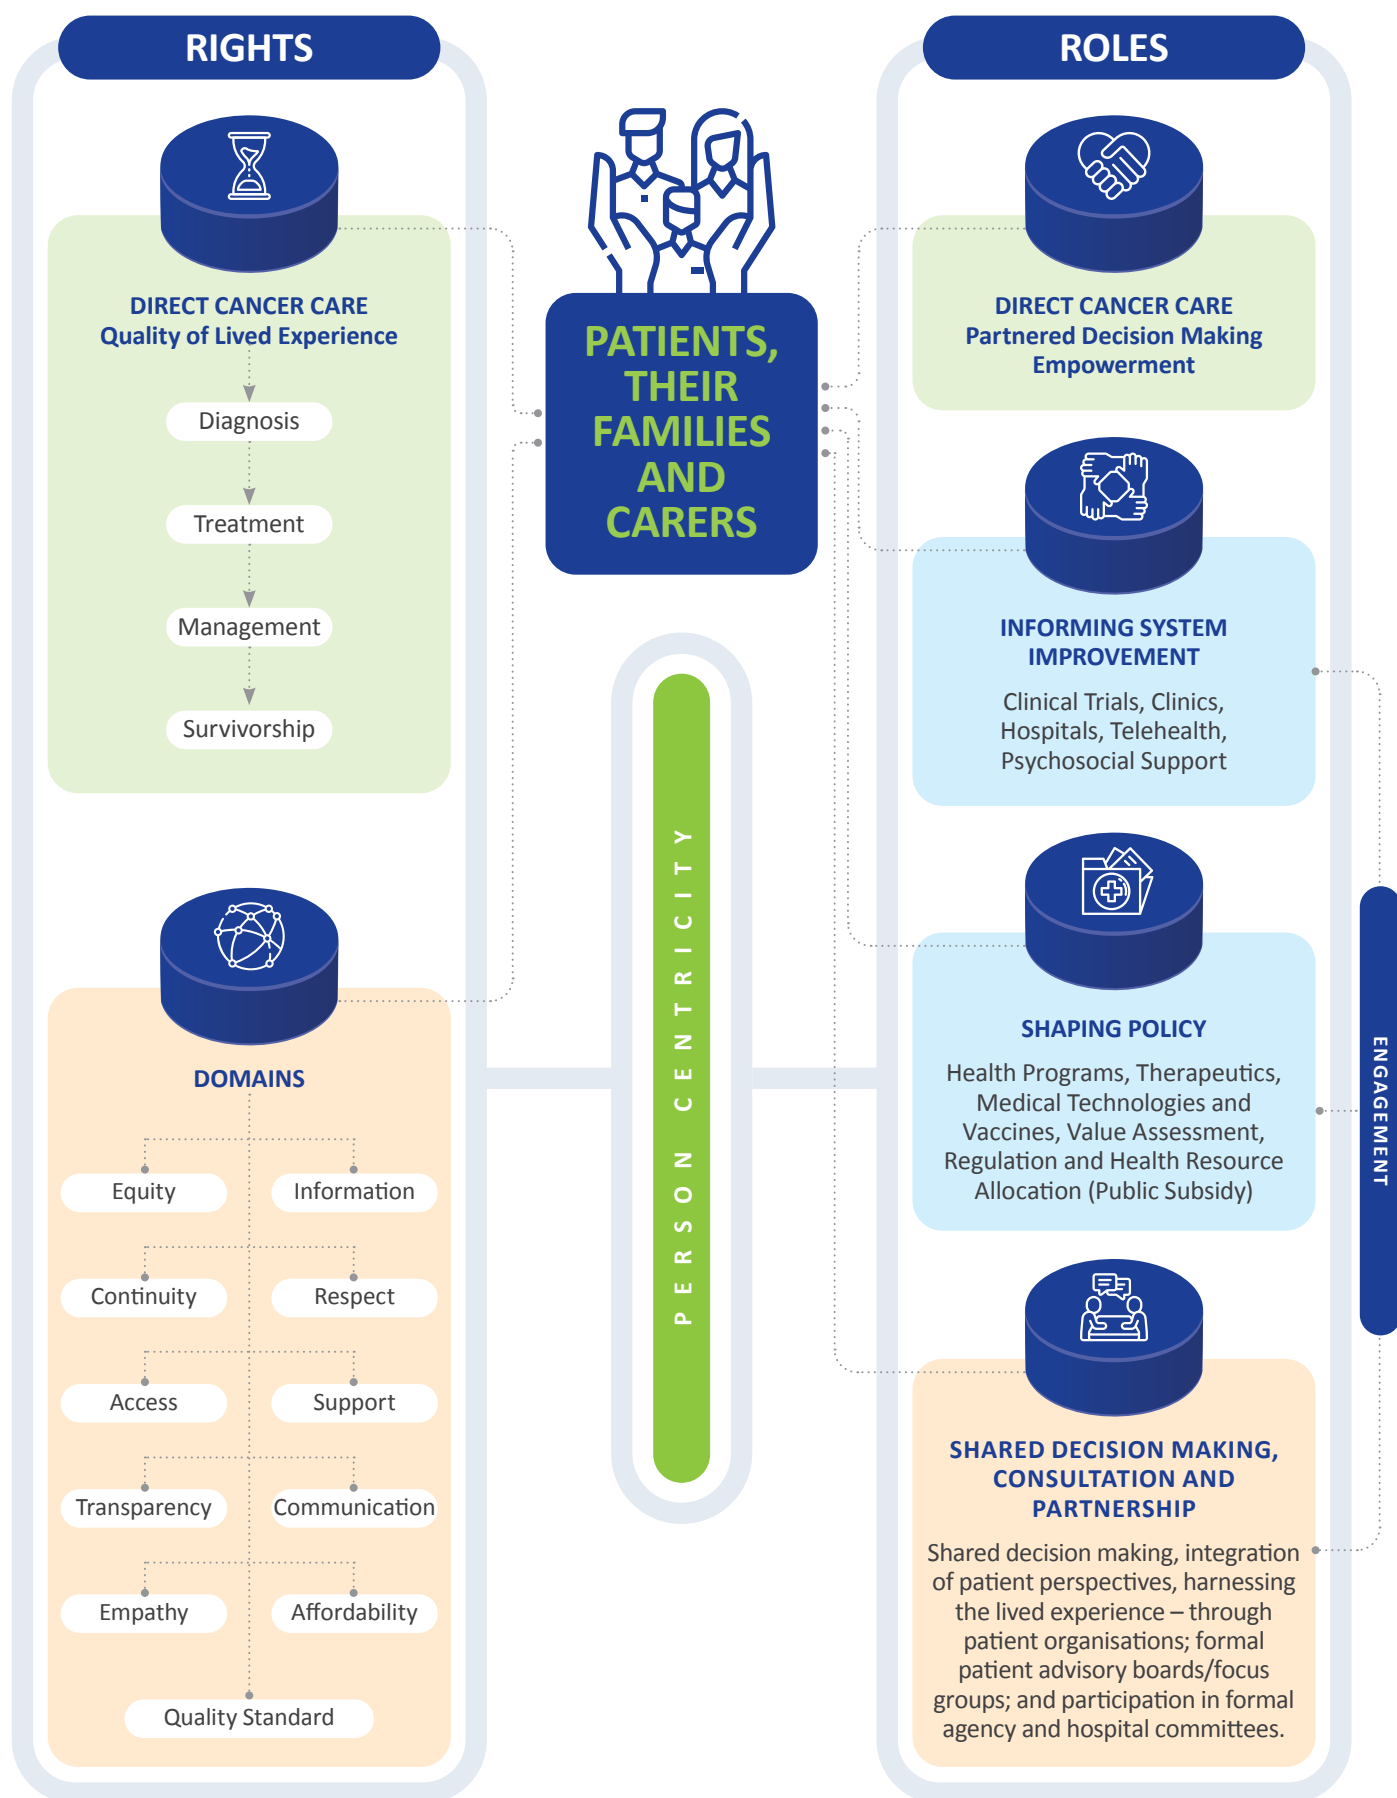 RIGHTS
DIRECT CANCER CARE
Quality of Lived Experience
Diagnosis
Treatment
Management
Survivorship
DOMAINS
Equity
Information
Continuity
Respect
Access
Support
Transparency
Communication
Empathy
Affordability
Quality Standard
PATIENTS,
THEIR
FAMILIES
AND
CARERS
PERSON CENTRICITY
ROLES
DIRECT CANCER CARE
Partnered Decision Making
Empowerment
INFORMING SYSTEM
IMPROVEMENT
Clinical Trials, Clinics,
Hospitals, Telehealth,
Psychosocial Support
SHAPING POLICY
Health Programs, Therapeutics,
Medical Technologies and
Vaccines, Value Assessment,
Regulation and Health Resource
Allocation (Public Subsidy)
SHARED DECISION MAKING,
CONSULTATION AND
PARTNERSHIP
Shared decision making, integration
of patient perspectives, harnessing
the lived experience – through
patient organisations; formal
patient advisory boards/focus
groups; and participation in formal
agency and hospital committees.
ENGAGEMENT